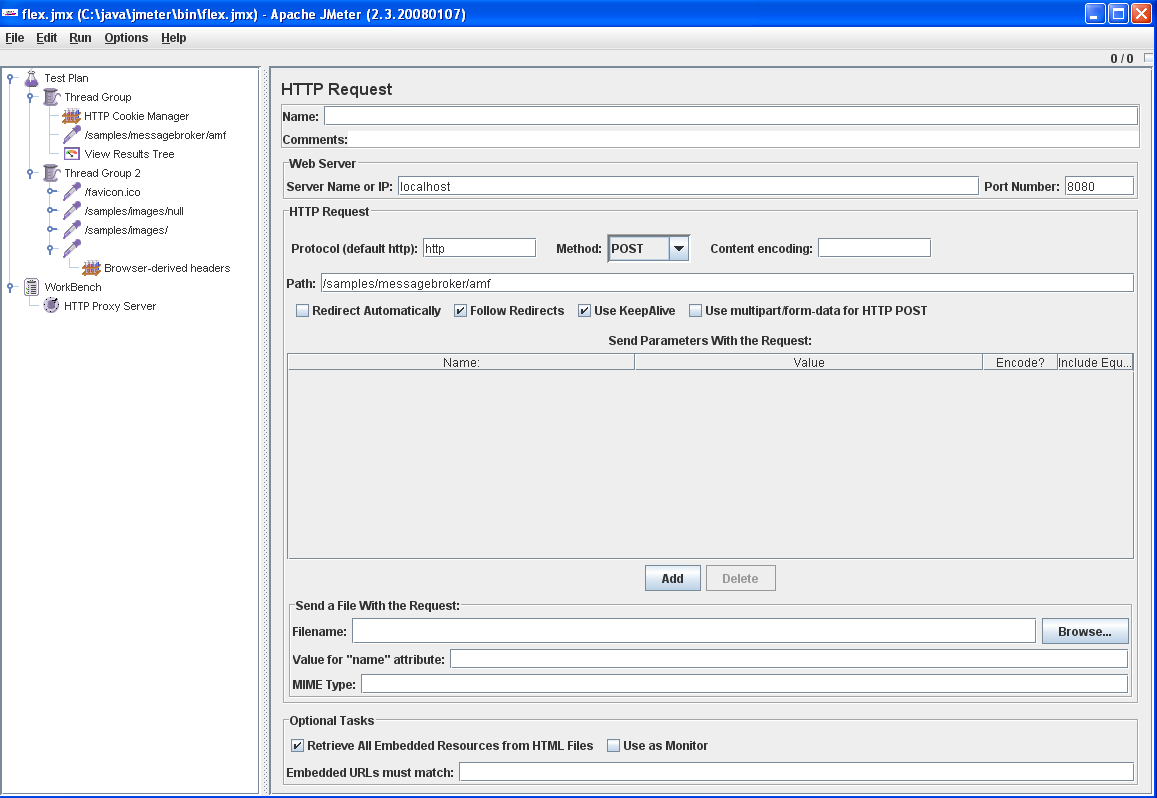 flex.jmx (C:\java\jmeter\bin\flex.jmx) - Apache JMeter (2.3.20080107)
File Edit Run Options Help
0 / 0
Test Plan
Thread Group
HTTP Cookie Manager
/samples/messagebroker/amf
View Results Tree
Thread Group 2
/favicon.ico
/samples/images/null
/samples/images/
Browser-derived headers
WorkBench
HTTP Proxy Server
HTTP Request
Name:
Comments:
Web Server
Server Name or IP: localhost Port Number: 8080
HTTP Request
Protocol (default http): http Method: POST Content encoding:
Path: /samples/messagebroker/amf
Redirect Automatically Follow Redirects Use KeepAlive Use multipart/form-data for HTTP POST
Send Parameters With the Request:
Name: Value Encode? Include Equ...
Add Delete
Send a File With the Request:
Filename: Browse...
Value for "name" attribute:
MIME Type:
Optional Tasks
Retrieve All Embedded Resources from HTML Files Use as Monitor
Embedded URLs must match: